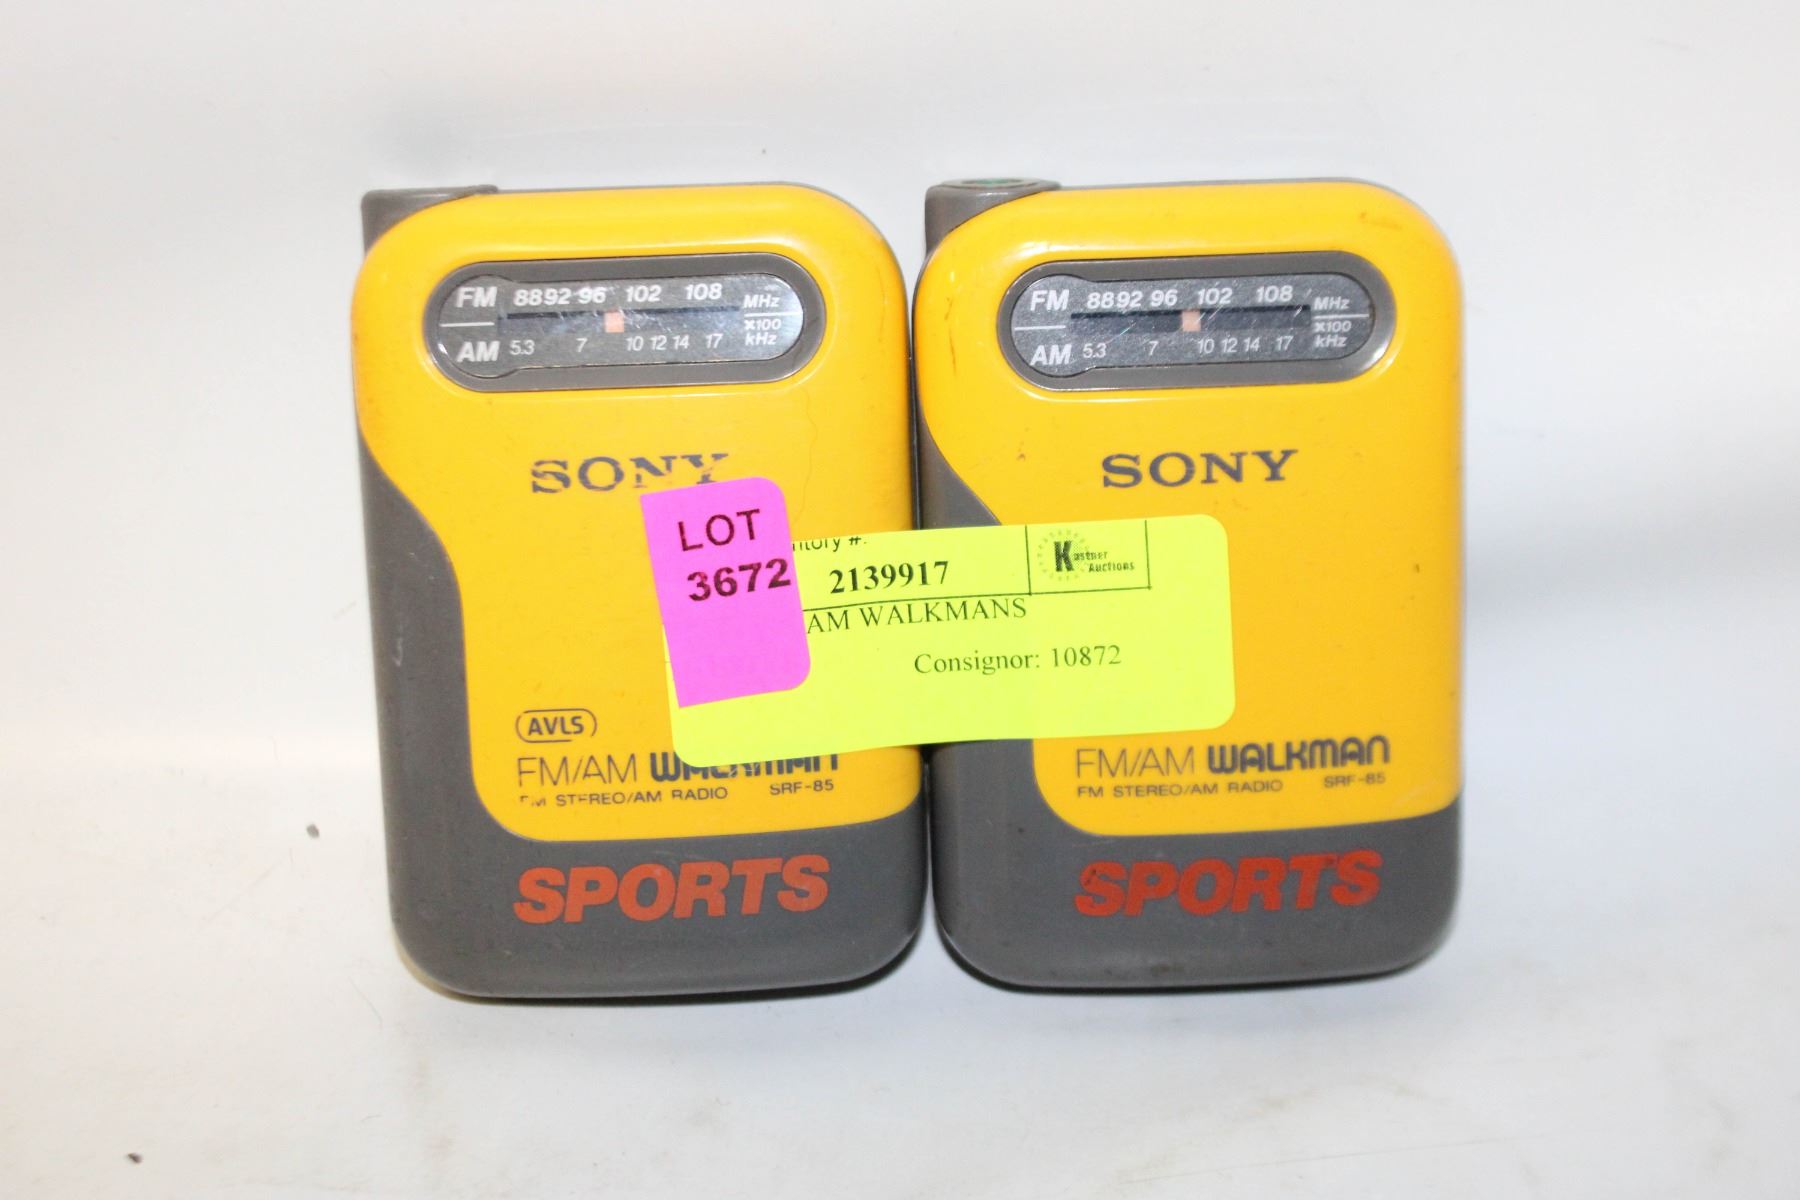 FM 88 92 96 102 108 MHz
AM 5.3 7 10 12 14 17 x100 kHz
SONY
AVLS
FM/AM WALKMAN
FM STEREO/AM RADIO SRF-85
SPORTS
LOT
3672
#:
2139917
Kastner
Auctions
AM WALKMANS
Consignor: 10872
FM 88 92 96 102 108 MHz
AM 5.3 7 10 12 14 17 x100 kHz
SONY
FM/AM WALKMAN
FM STEREO/AM RADIO SRF-85
SPORTS